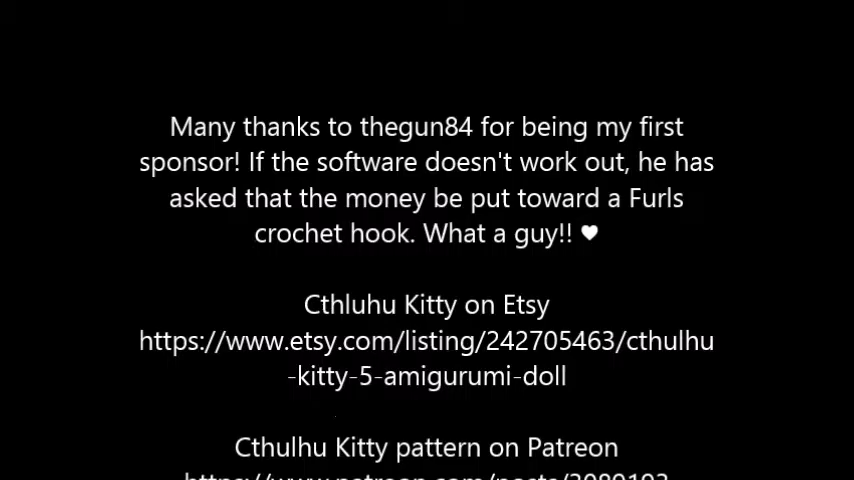 Many thanks to thegun84 for being my first
sponsor! If the software doesn't work out, he has
asked that the money be put toward a Furls
crochet hook. What a guy!! ♥
Cthluhu Kitty on Etsy
https://www.etsy.com/listing/242705463/cthulhu
-kitty-5-amigurumi-doll
Cthulhu Kitty pattern on Patreon